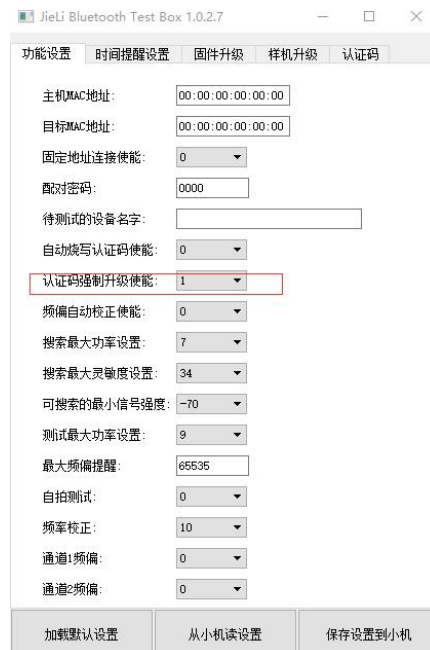 JieLi Bluetooth Test Box 1.0.2.7
功能设置 时间提醒设置 固件升级 样机升级 认证码
主机MAC地址: 00:00:00:00:00:00
目标MAC地址: 00:00:00:00:00:00
固定地址连接使能: 0
配对密码: 0000
待测试的设备名字:
自动烧写认证码使能: 0
认证码强制升级使能: 1
频偏自动校正使能: 0
搜索最大功率设置: 7
搜索最大灵敏度设置: 34
可搜索的最小信号强度: -70
测试最大功率设置: 9
最大频偏提醒: 65535
自拍测试: 0
频率校正: 10
通道1频偏: 0
通道2频偏: 0
加载默认设置 从小机读设置 保存设置到小机